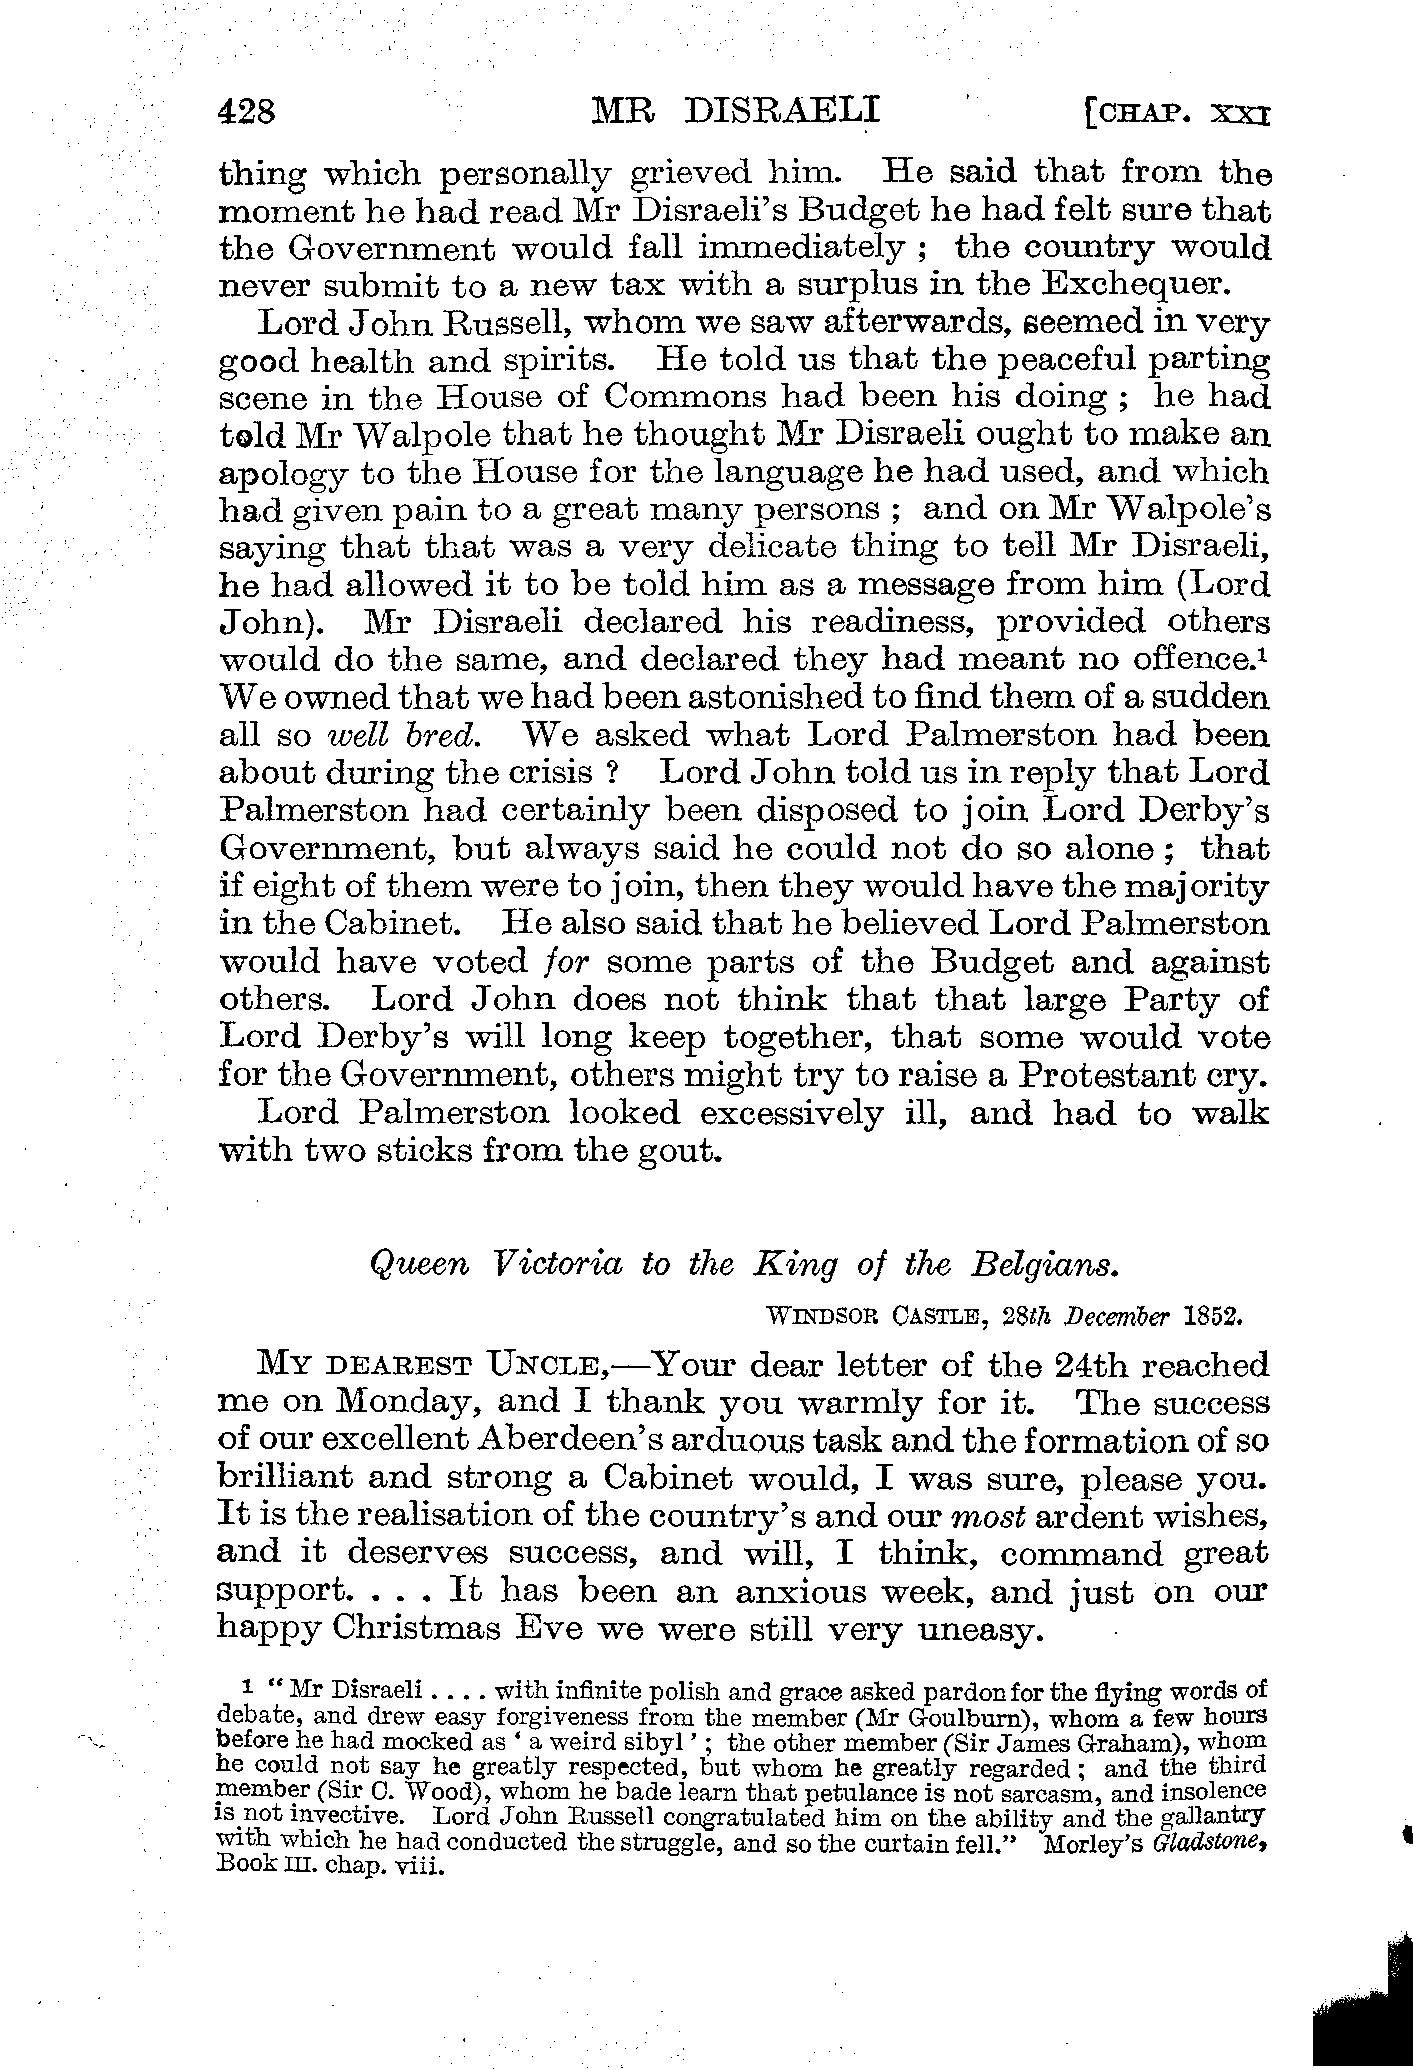 428 MR DISRAELI [CHAP. XXI
thing which personally grieved him. He said that from the
moment he had read Mr Disraeli's Budget he had felt sure that
the Government would fall immediately ; the country would
never submit to a new tax with a surplus in the Exchequer.
Lord John Russell, whom we saw afterwards, seemed in very
good health and spirits. He told us that the peaceful parting
scene in the House of Commons had been his doing ; he had
told Mr Walpole that he thought Mr Disraeli ought to make an
apology to the House for the language he had used, and which
had given pain to a great many persons ; and on Mr Walpole's
saying that that was a very delicate thing to tell Mr Disraeli,
he had allowed it to be told him as a message from him (Lord
John). Mr Disraeli declared his readiness, provided others
would do the same, and declared they had meant no offence.¹
We owned that we had been astonished to find them of a sudden
all so well bred. We asked what Lord Palmerston had been
about during the crisis ? Lord John told us in reply that Lord
Palmerston had certainly been disposed to join Lord Derby's
Government, but always said he could not do so alone ; that
if eight of them were to join, then they would have the majority
in the Cabinet. He also said that he believed Lord Palmerston
would have voted for some parts of the Budget and against
others. Lord John does not think that that large Party of
Lord Derby's will long keep together, that some would vote
for the Government, others might try to raise a Protestant cry.
Lord Palmerston looked excessively ill, and had to walk
with two sticks from the gout.
Queen Victoria to the King of the Belgians.
WINDSOR CASTLE, 28th December 1852.
MY DEAREST UNCLE,—Your dear letter of the 24th reached
me on Monday, and I thank you warmly for it. The success
of our excellent Aberdeen's arduous task and the formation of so
brilliant and strong a Cabinet would, I was sure, please you.
It is the realisation of the country's and our most ardent wishes,
and it deserves success, and will, I think, command great
support. . . . It has been an anxious week, and just on our
happy Christmas Eve we were still very uneasy.
1 “ Mr Disraeli . . . . with infinite polish and grace asked pardon for the flying words of
debate, and drew easy forgiveness from the member (Mr Goulburn), whom a few hours
before he had mocked as ‘ a weird sibyl ’ ; the other member (Sir James Graham), whom
he could not say he greatly respected, but whom he greatly regarded ; and the third
member (Sir C. Wood), whom he bade learn that petulance is not sarcasm, and insolence
is not invective. Lord John Russell congratulated him on the ability and the gallantry
with which he had conducted the struggle, and so the curtain fell.” Morley's Gladstone,
Book III. chap. viii.